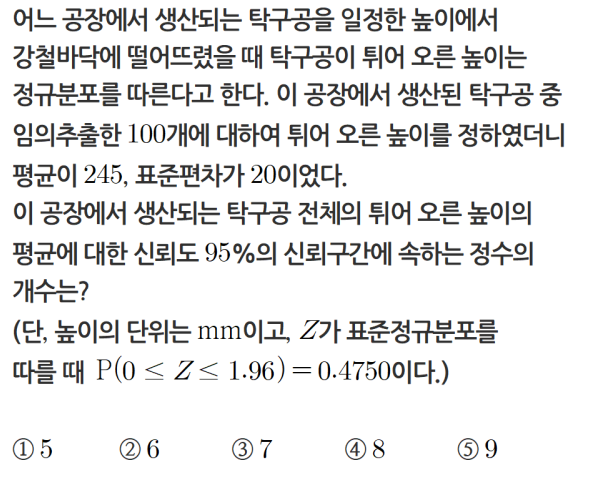 어느 공장에서 생산되는 탁구공을 일정한 높이에서
강철바닥에 떨어뜨렸을 때 탁구공이 튀어 오른 높이는
정규분포를 따른다고 한다. 이 공장에서 생산된 탁구공 중
임의추출한 100개에 대하여 튀어 오른 높이를 정하였더니
평균이 245, 표준편차가 20이었다.
이 공장에서 생산되는 탁구공 전체의 튀어 오른 높이의
평균에 대한 신뢰도 95%의 신뢰구간에 속하는 정수의
개수는?
(단, 높이의 단위는 mm이고, Z가 표준정규분포를
따를 때 P(0 ≤ Z ≤ 1.96) = 0.4750이다.)
① 5 ② 6 ③ 7 ④ 8 ⑤ 9